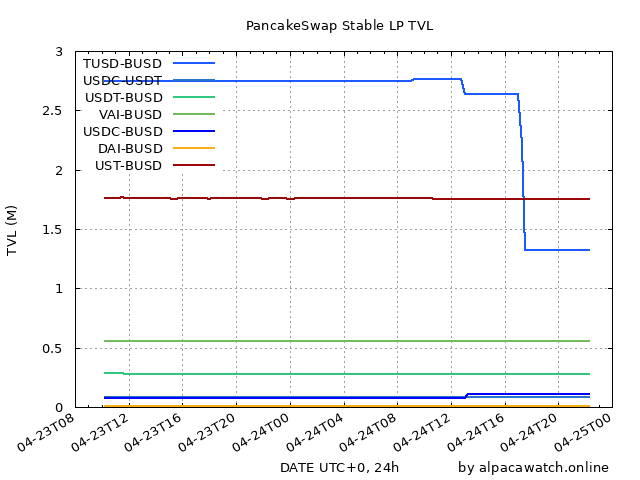 PancakeSwap Stable LP TVL
TUSD-BUSD
USDC-USDT
USDT-BUSD
VAI-BUSD
USDC-BUSD
DAI-BUSD
UST-BUSD
TVL (M)
3
2.5
2
1.5
1
0.5
0
04-23T08
04-23T12
04-23T16
04-23T20
04-24T00
04-24T04
04-24T08
04-24T12
04-24T16
04-24T20
04-25T00
DATE UTC+0, 24h
by alpacawatch.online